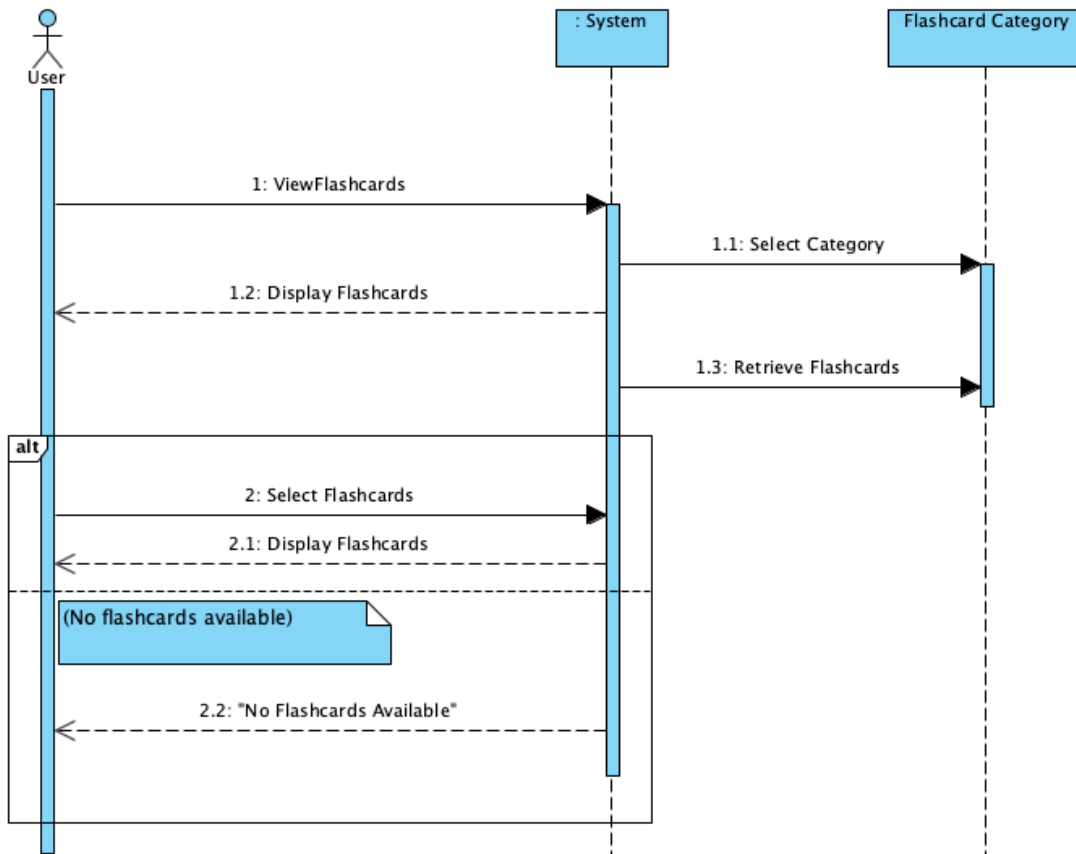 User
: System
Flashcard Category
1: ViewFlashcards
1.1: Select Category
1.2: Display Flashcards
1.3: Retrieve Flashcards
alt
2: Select Flashcards
2.1: Display Flashcards
(No flashcards available)
2.2: "No Flashcards Available"